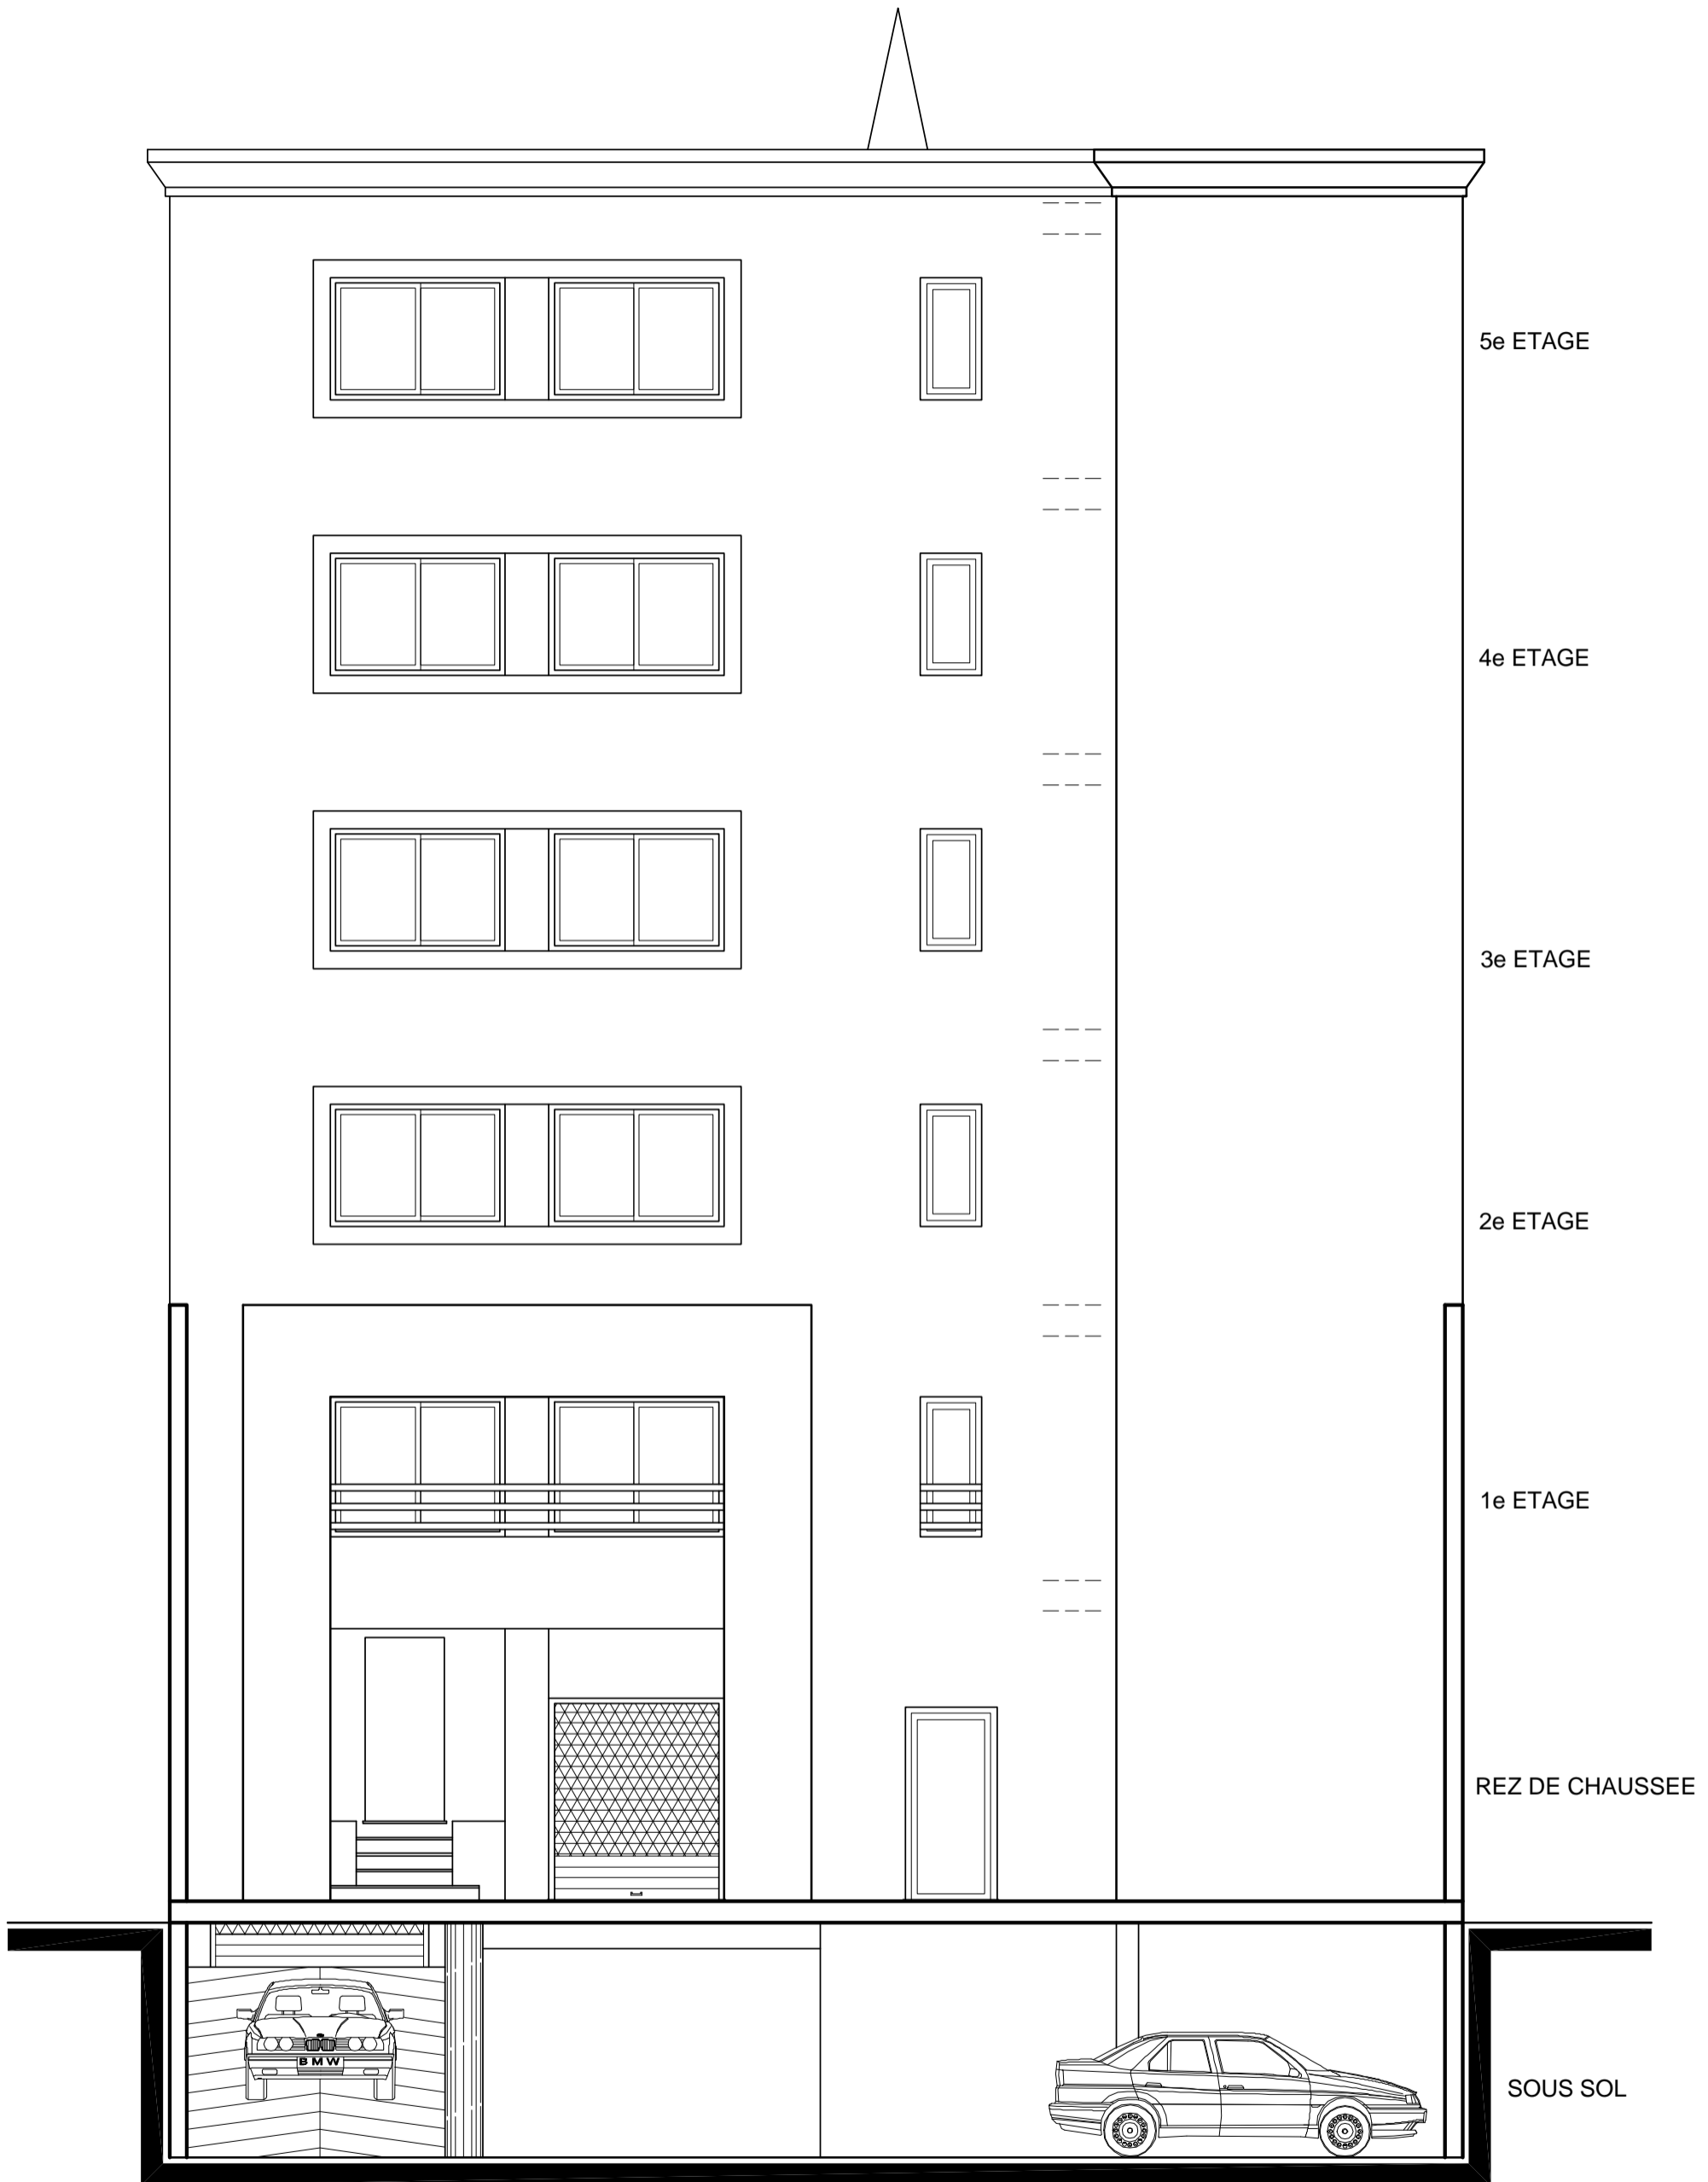 5e ETAGE
4e ETAGE
3e ETAGE
2e ETAGE
1e ETAGE
REZ DE CHAUSSEE
BMW
SOUS SOL